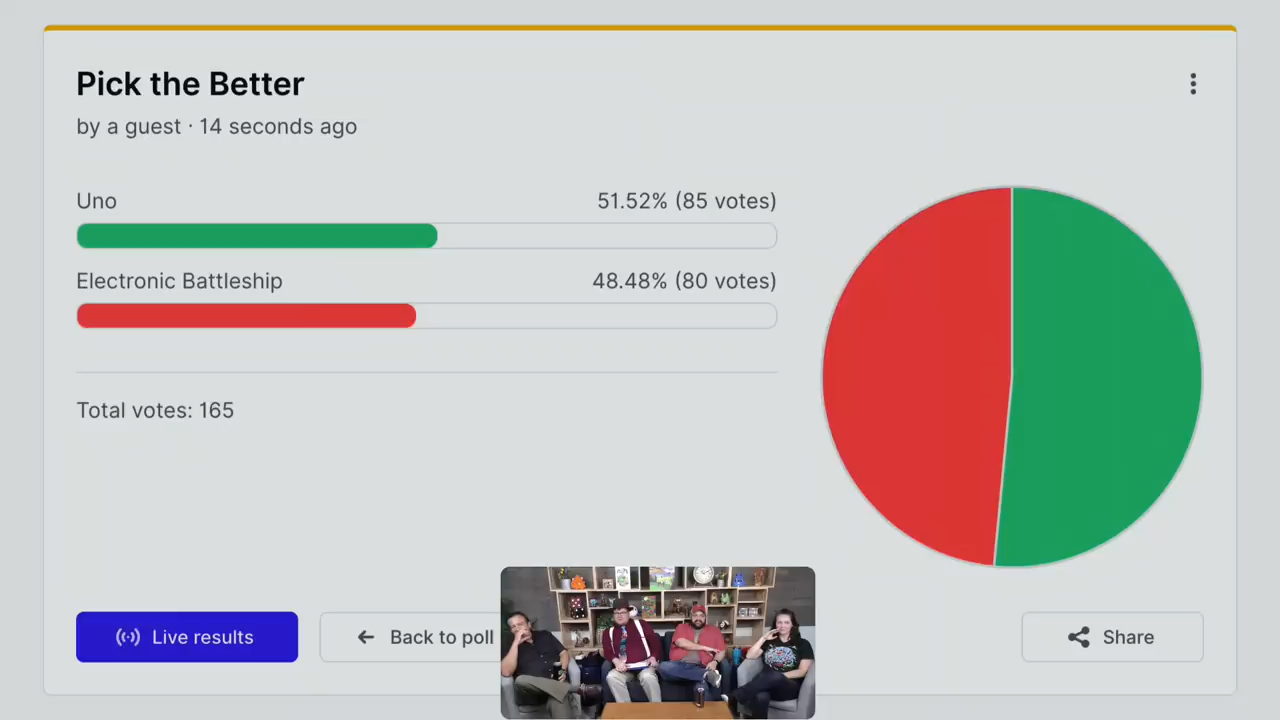 Pick the Better
by a guest · 14 seconds ago
Uno 51.52% (85 votes)
Electronic Battleship 48.48% (80 votes)
Total votes: 165
Live results
Back to poll
Share